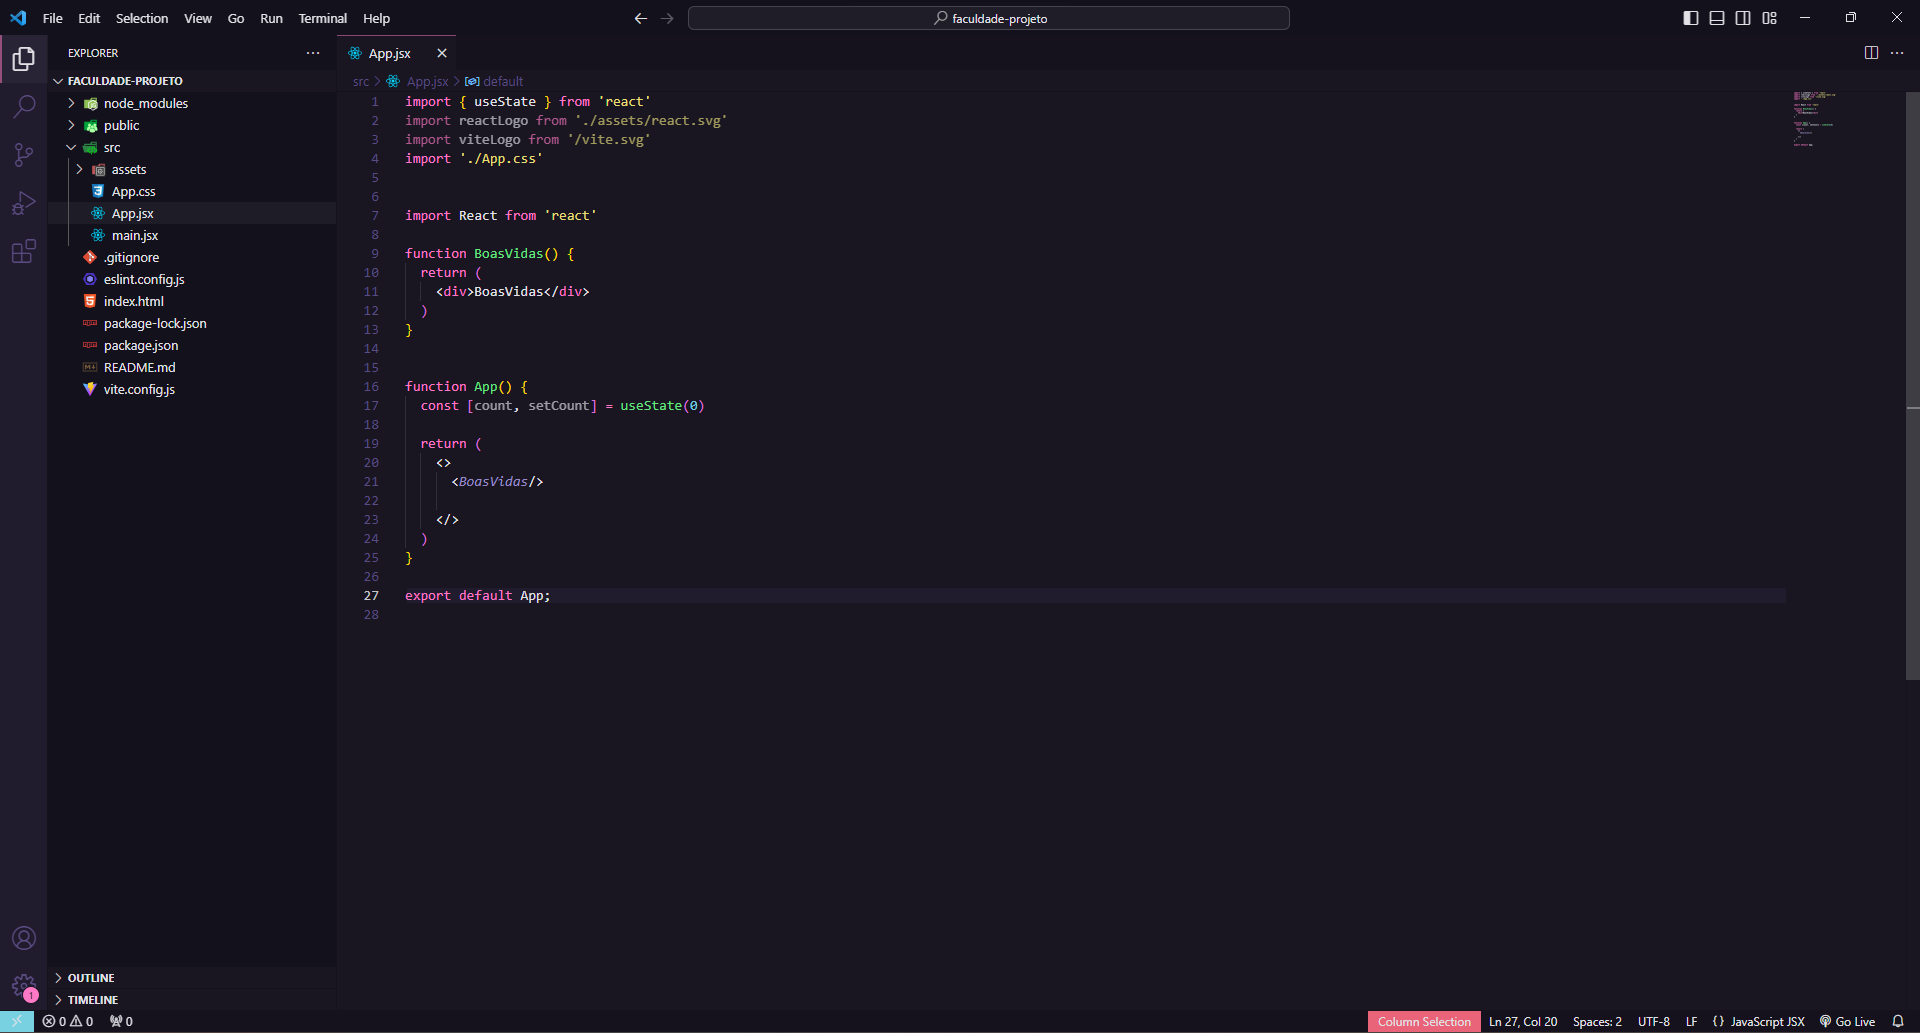 File Edit Selection View Go Run Terminal Help
faculdade-projeto
EXPLORER
FACULDADE-PROJETO
node_modules
public
src
assets
App.css
App.jsx
main.jsx
.gitignore
eslint.config.js
index.html
package-lock.json
package.json
README.md
vite.config.js
OUTLINE
TIMELINE
App.jsx
src > App.jsx > default
1 import { useState } from 'react'
2 import reactLogo from './assets/react.svg'
3 import viteLogo from '/vite.svg'
4 import './App.css'
5
6
7 import React from 'react'
8
9 function BoasVidas() {
10 return (
11 <div>BoasVidas</div>
12 )
13 }
14
15
16 function App() {
17 const [count, setCount] = useState(0)
18
19 return (
20 <>
21 <BoasVidas/>
22
23 </>
24 )
25 }
26
27 export default App;
28
1
0 0 0
Column Selection Ln 27, Col 20 Spaces: 2 UTF-8 LF {} JavaScript JSX Go Live